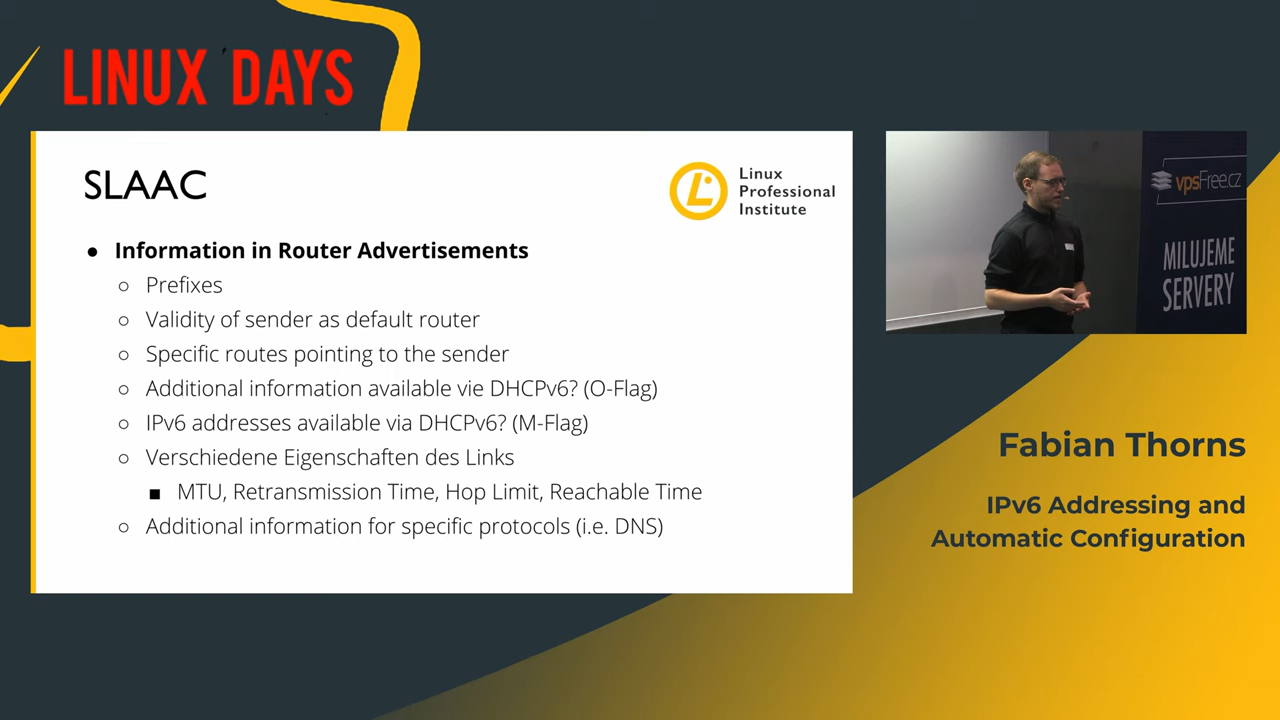 LINUX DAYS
SLAAC
Linux
Professional
Institute
● Information in Router Advertisements
○ Prefixes
○ Validity of sender as default router
○ Specific routes pointing to the sender
○ Additional information available vie DHCPv6? (O-Flag)
○ IPv6 addresses available via DHCPv6? (M-Flag)
○ Verschiedene Eigenschaften des Links
■ MTU, Retransmission Time, Hop Limit, Reachable Time
○ Additional information for specific protocols (i.e. DNS)
vpsFree.cz
MILUJEME
SERVERY
Fabian Thorns
IPv6 Addressing and
Automatic Configuration